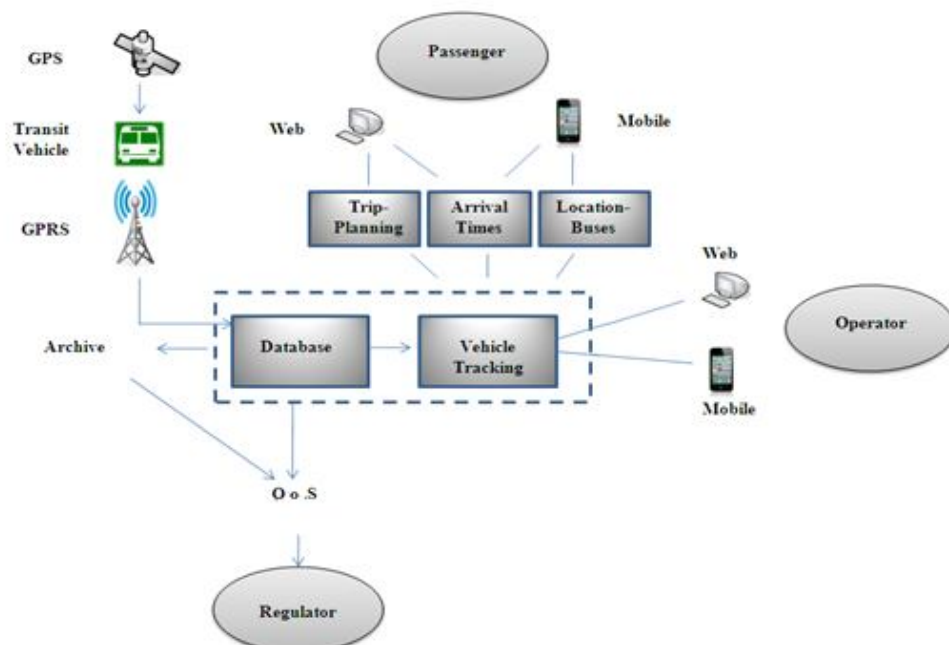 Passenger
GPS
Web
Mobile
Transit
Vehicle
Trip-
Planning
Arrival
Times
Location-
Buses
GPRS
Web
Operator
Archive
Database
Vehicle
Tracking
Mobile
Q o .S
Regulator